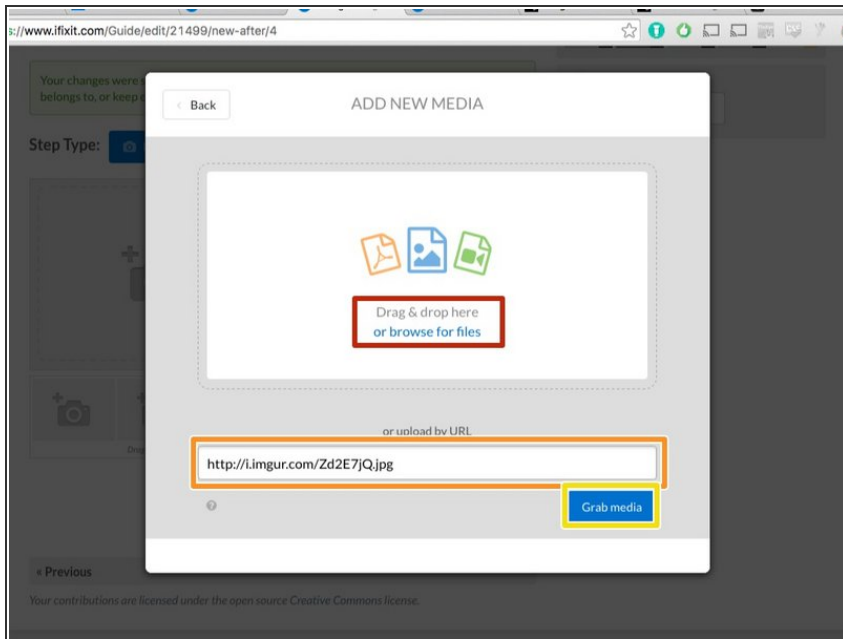 s://www.ifixit.com/Guide/edit/21499/new-after/4
Your changes were
belongs to, or keep
Back
ADD NEW MEDIA
Step Type:
Drag & drop here
or browse for files
or upload by URL
http://i.imgur.com/Zd2E7jQ.jpg
Grab media
« Previous
Your contributions are licensed under the open source Creative Commons license.